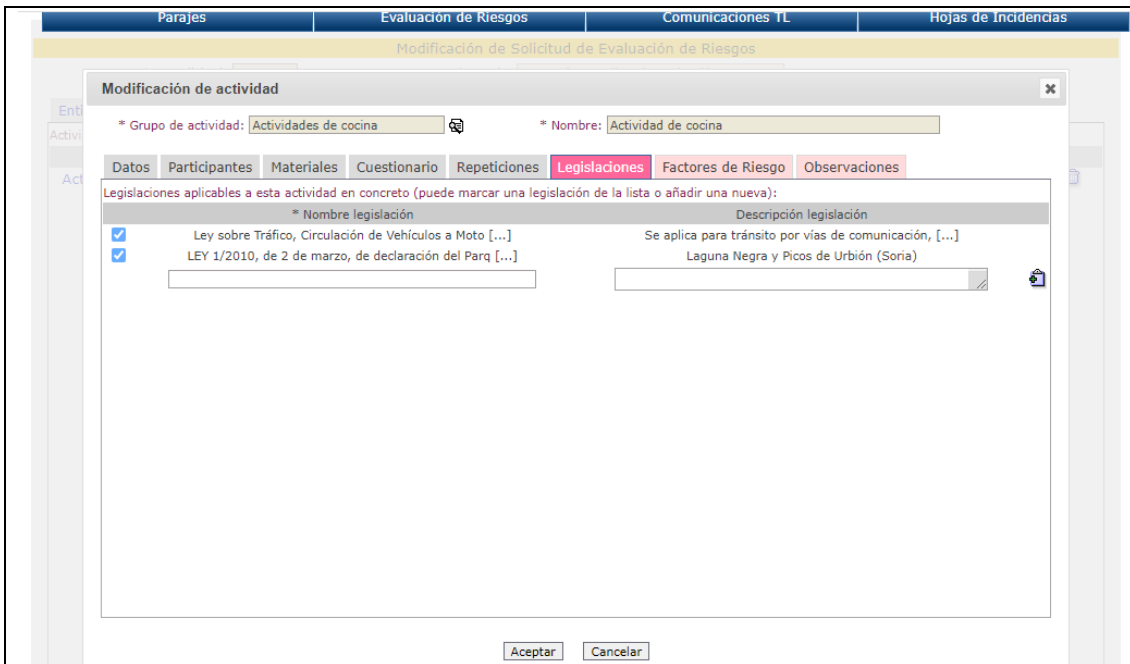 Parajes Evaluación de Riesgos Comunicaciones TL Hojas de Incidencias
Modificación de Solicitud de Evaluación de Riesgos
Modificación de actividad
Enti
* Grupo de actividad: Actividades de cocina * Nombre: Actividad de cocina
Activi
Datos Participantes Materiales Cuestionario Repeticiones Legislaciones Factores de Riesgo Observaciones
Act
Legislaciones aplicables a esta actividad en concreto (puede marcar una legislación de la lista o añadir una nueva):
* Nombre legislación Descripción legislación
Ley sobre Tráfico, Circulación de Vehículos a Moto [...] Se aplica para tránsito por vías de comunicación, [...]
LEY 1/2010, de 2 de marzo, de declaración del Parq [...] Laguna Negra y Picos de Urbión (Soria)
Aceptar Cancelar